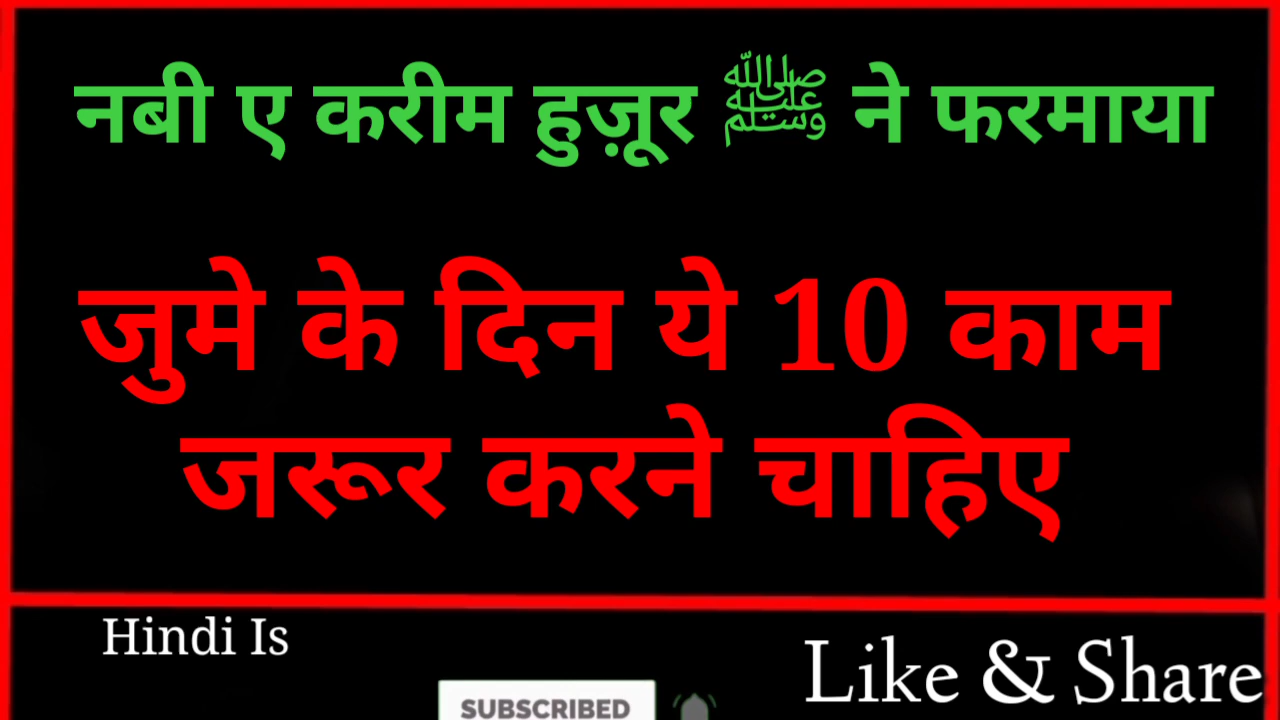 नबी ए करीम हुज़ूर ﷺ ने फरमाया
जुमे के दिन ये 10 काम
जरूर करने चाहिए
Hindi Is
Like & Share
SUBSCRIBED